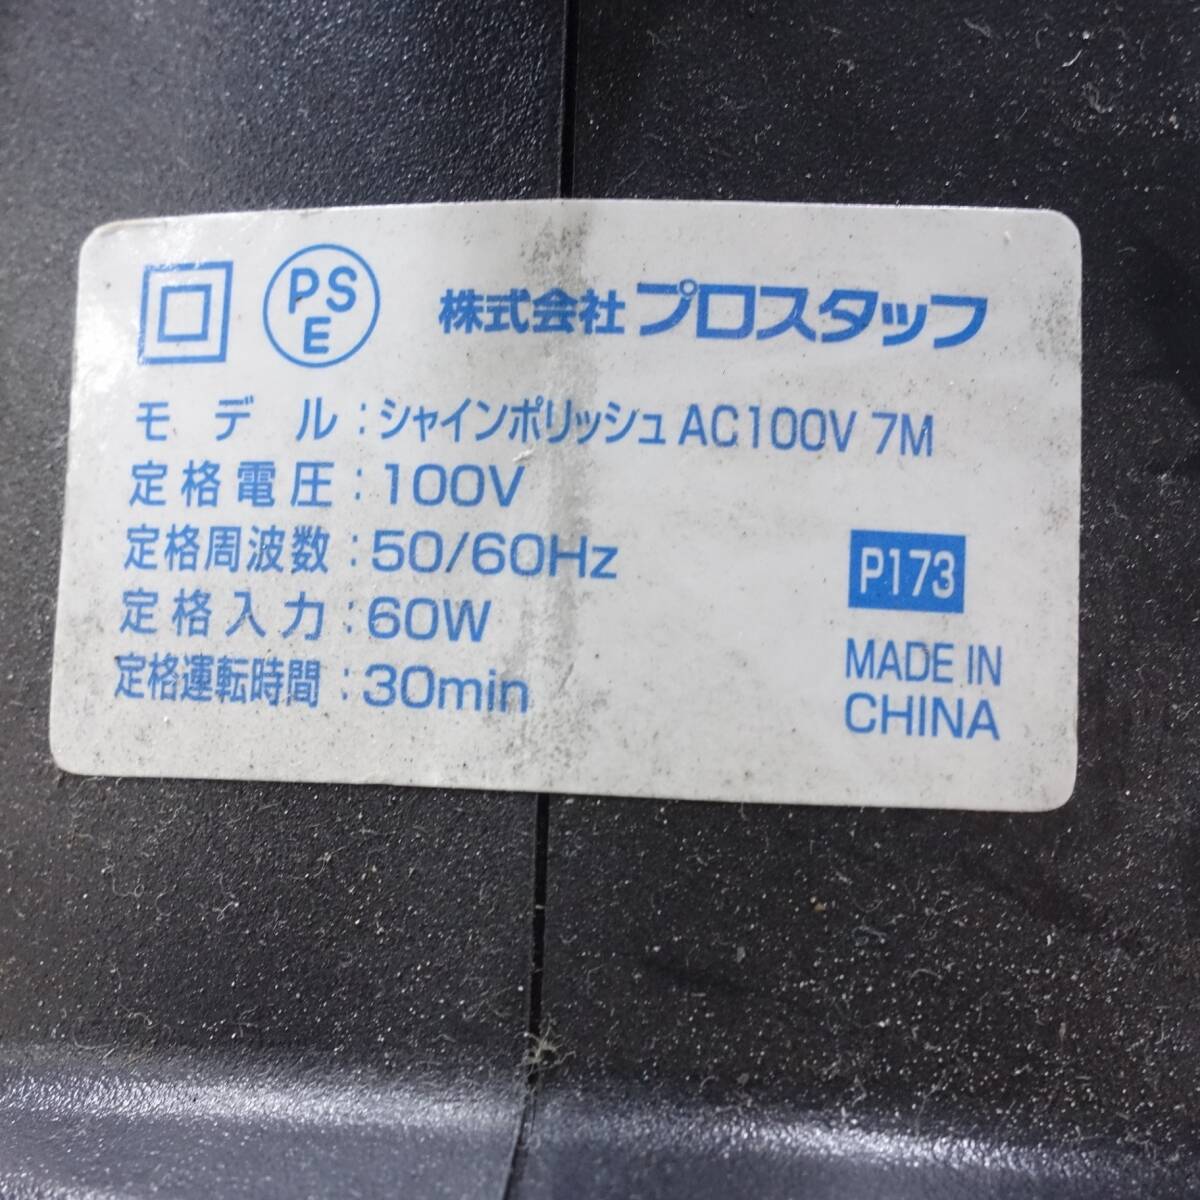 PSE 株式会社プロスタッフ
モデル:シャインポリッシュ AC100V 7M
定格電圧:100V
定格周波数:50/60Hz
定格入力:60W
定格運転時間:30min
P173
MADE IN
CHINA